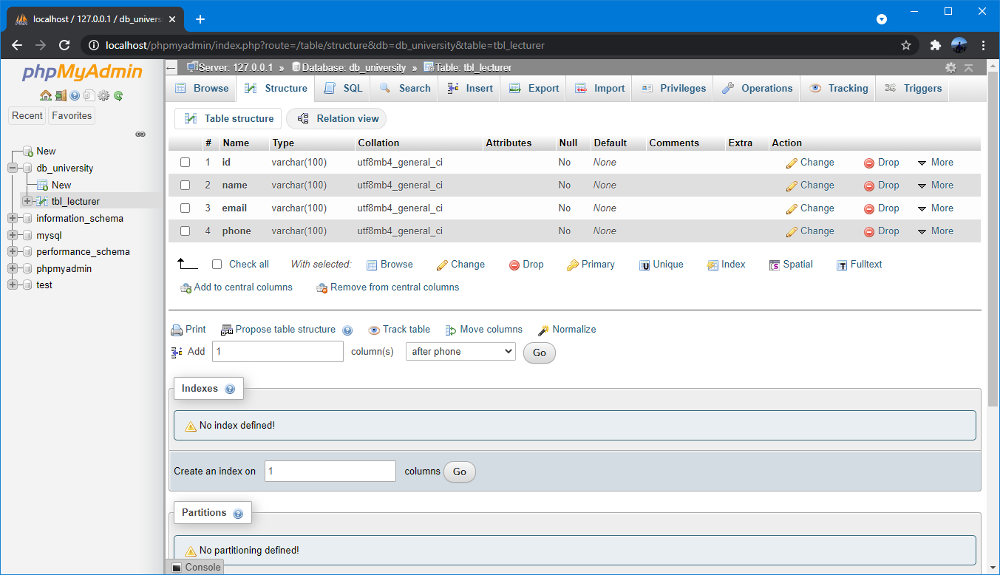 localhost / 127.0.0.1 / db_univers
localhost/phpmyadmin/index.php?route=/table/structure&db=db_university&table=tbl_lecturer
phpMyAdmin
Recent Favorites
New
db_university
New
tbl_lecturer
information_schema
mysql
performance_schema
phpmyadmin
test
Server: 127.0.0.1 » Database: db_university » Table: tbl_lecturer
Browse Structure SQL Search Insert Export Import Privileges Operations Tracking Triggers
Table structure Relation view
# Name Type Collation Attributes Null Default Comments Extra Action
1 id varchar(100) utf8mb4_general_ci No None Change Drop More
2 name varchar(100) utf8mb4_general_ci No None Change Drop More
3 email varchar(100) utf8mb4_general_ci No None Change Drop More
4 phone varchar(100) utf8mb4_general_ci No None Change Drop More
Check all With selected: Browse Change Drop Primary Unique Index Spatial Fulltext
Add to central columns Remove from central columns
Print Propose table structure Track table Move columns Normalize
Add 1 column(s) after phone Go
Indexes
No index defined!
Create an index on 1 columns Go
Partitions
No partitioning defined!
Console